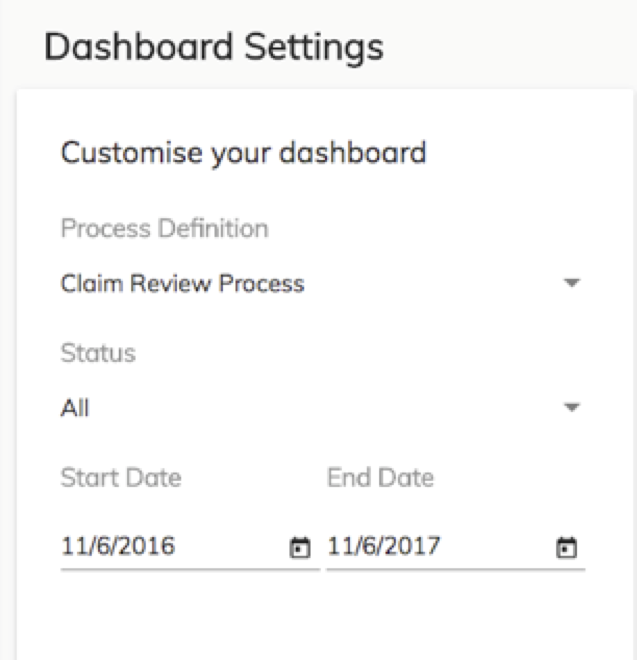 Dashboard Settings
Customise your dashboard
Process Definition
Claim Review Process
Status
All
Start Date End Date
11/6/2016 11/6/2017